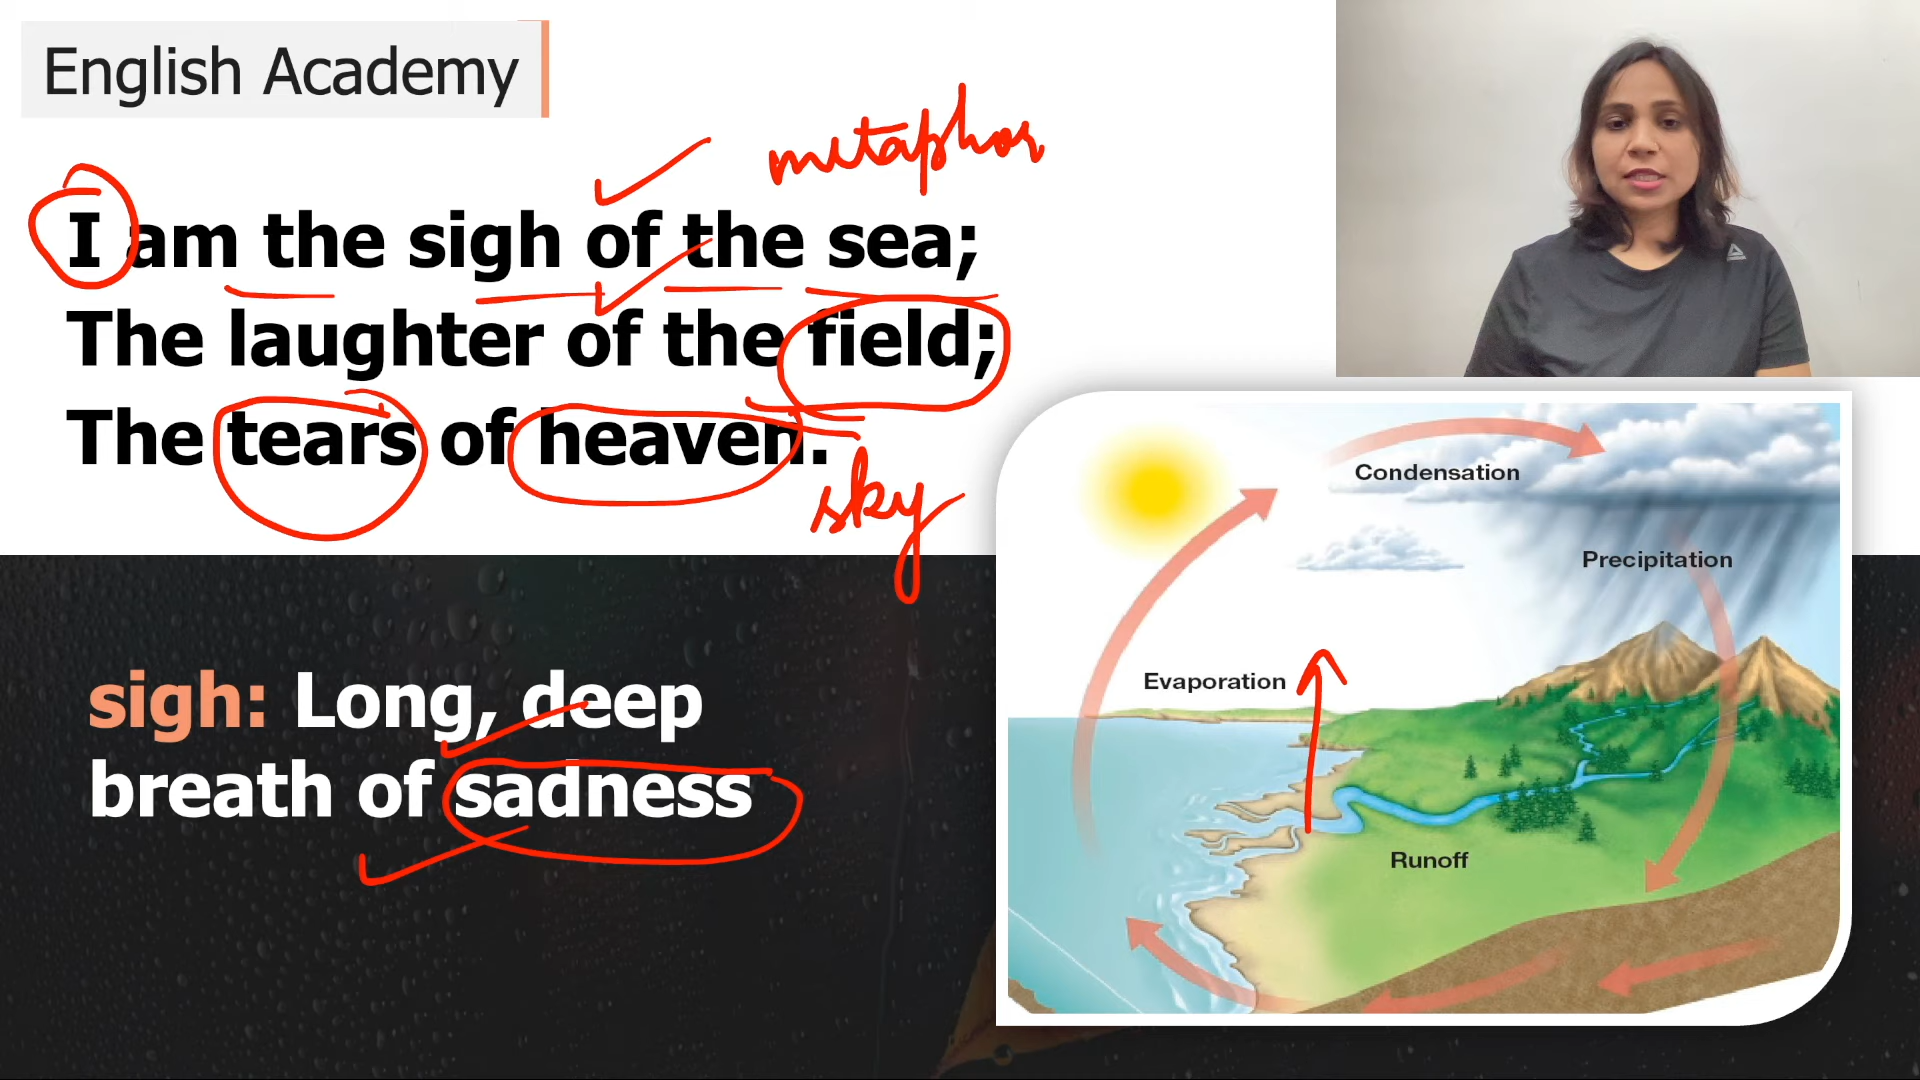 English Academy
metaphor
I am the sigh of the sea;
The laughter of the field;
The tears of heaven.
sky
sigh: Long, deep
breath of sadness
Condensation
Precipitation
Evaporation
Runoff